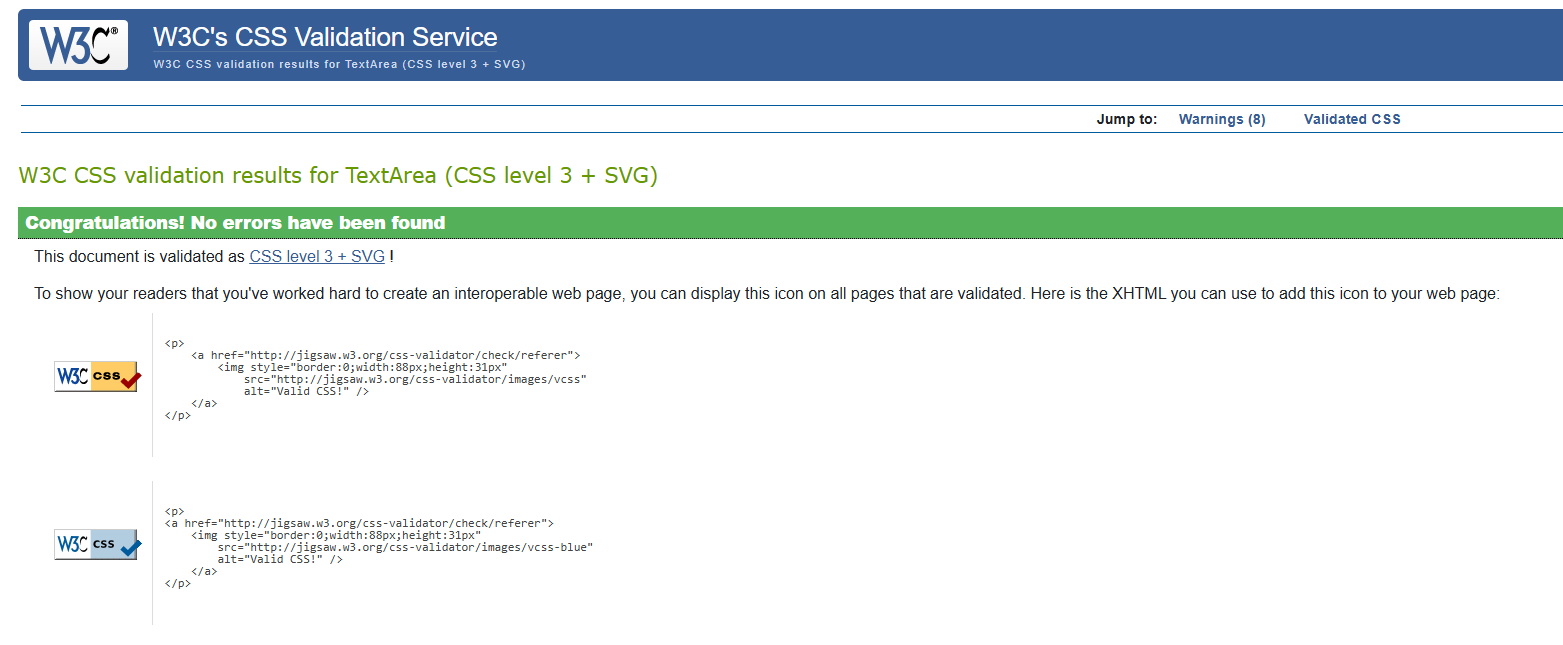 W3C®
W3C's CSS Validation Service
W3C CSS validation results for TextArea (CSS level 3 + SVG)
Jump to: Warnings (8) Validated CSS
W3C CSS validation results for TextArea (CSS level 3 + SVG)
Congratulations! No errors have been found
This document is validated as CSS level 3 + SVG !
To show your readers that you've worked hard to create an interoperable web page, you can display this icon on all pages that are validated. Here is the XHTML you can use to add this icon to your web page:
W3C css
<p>
    <a href="http://jigsaw.w3.org/css-validator/check/referer">
        <img style="border:0;width:88px;height:31px"
            src="http://jigsaw.w3.org/css-validator/images/vcss"
            alt="Valid CSS!" />
    </a>
</p>
W3C css
<p>
<a href="http://jigsaw.w3.org/css-validator/check/referer">
    <img style="border:0;width:88px;height:31px"
        src="http://jigsaw.w3.org/css-validator/images/vcss-blue"
        alt="Valid CSS!" />
    </a>
</p>